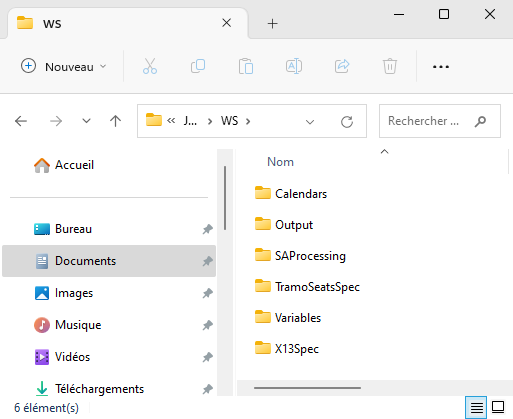 WS
Nouveau
« J... > WS >
Rechercher ...
Accueil
Bureau
Documents
Images
Musique
Vidéos
Téléchargements
Nom
Calendars
Output
SAProcessing
TramoSeatsSpec
Variables
X13Spec
6 élément(s)